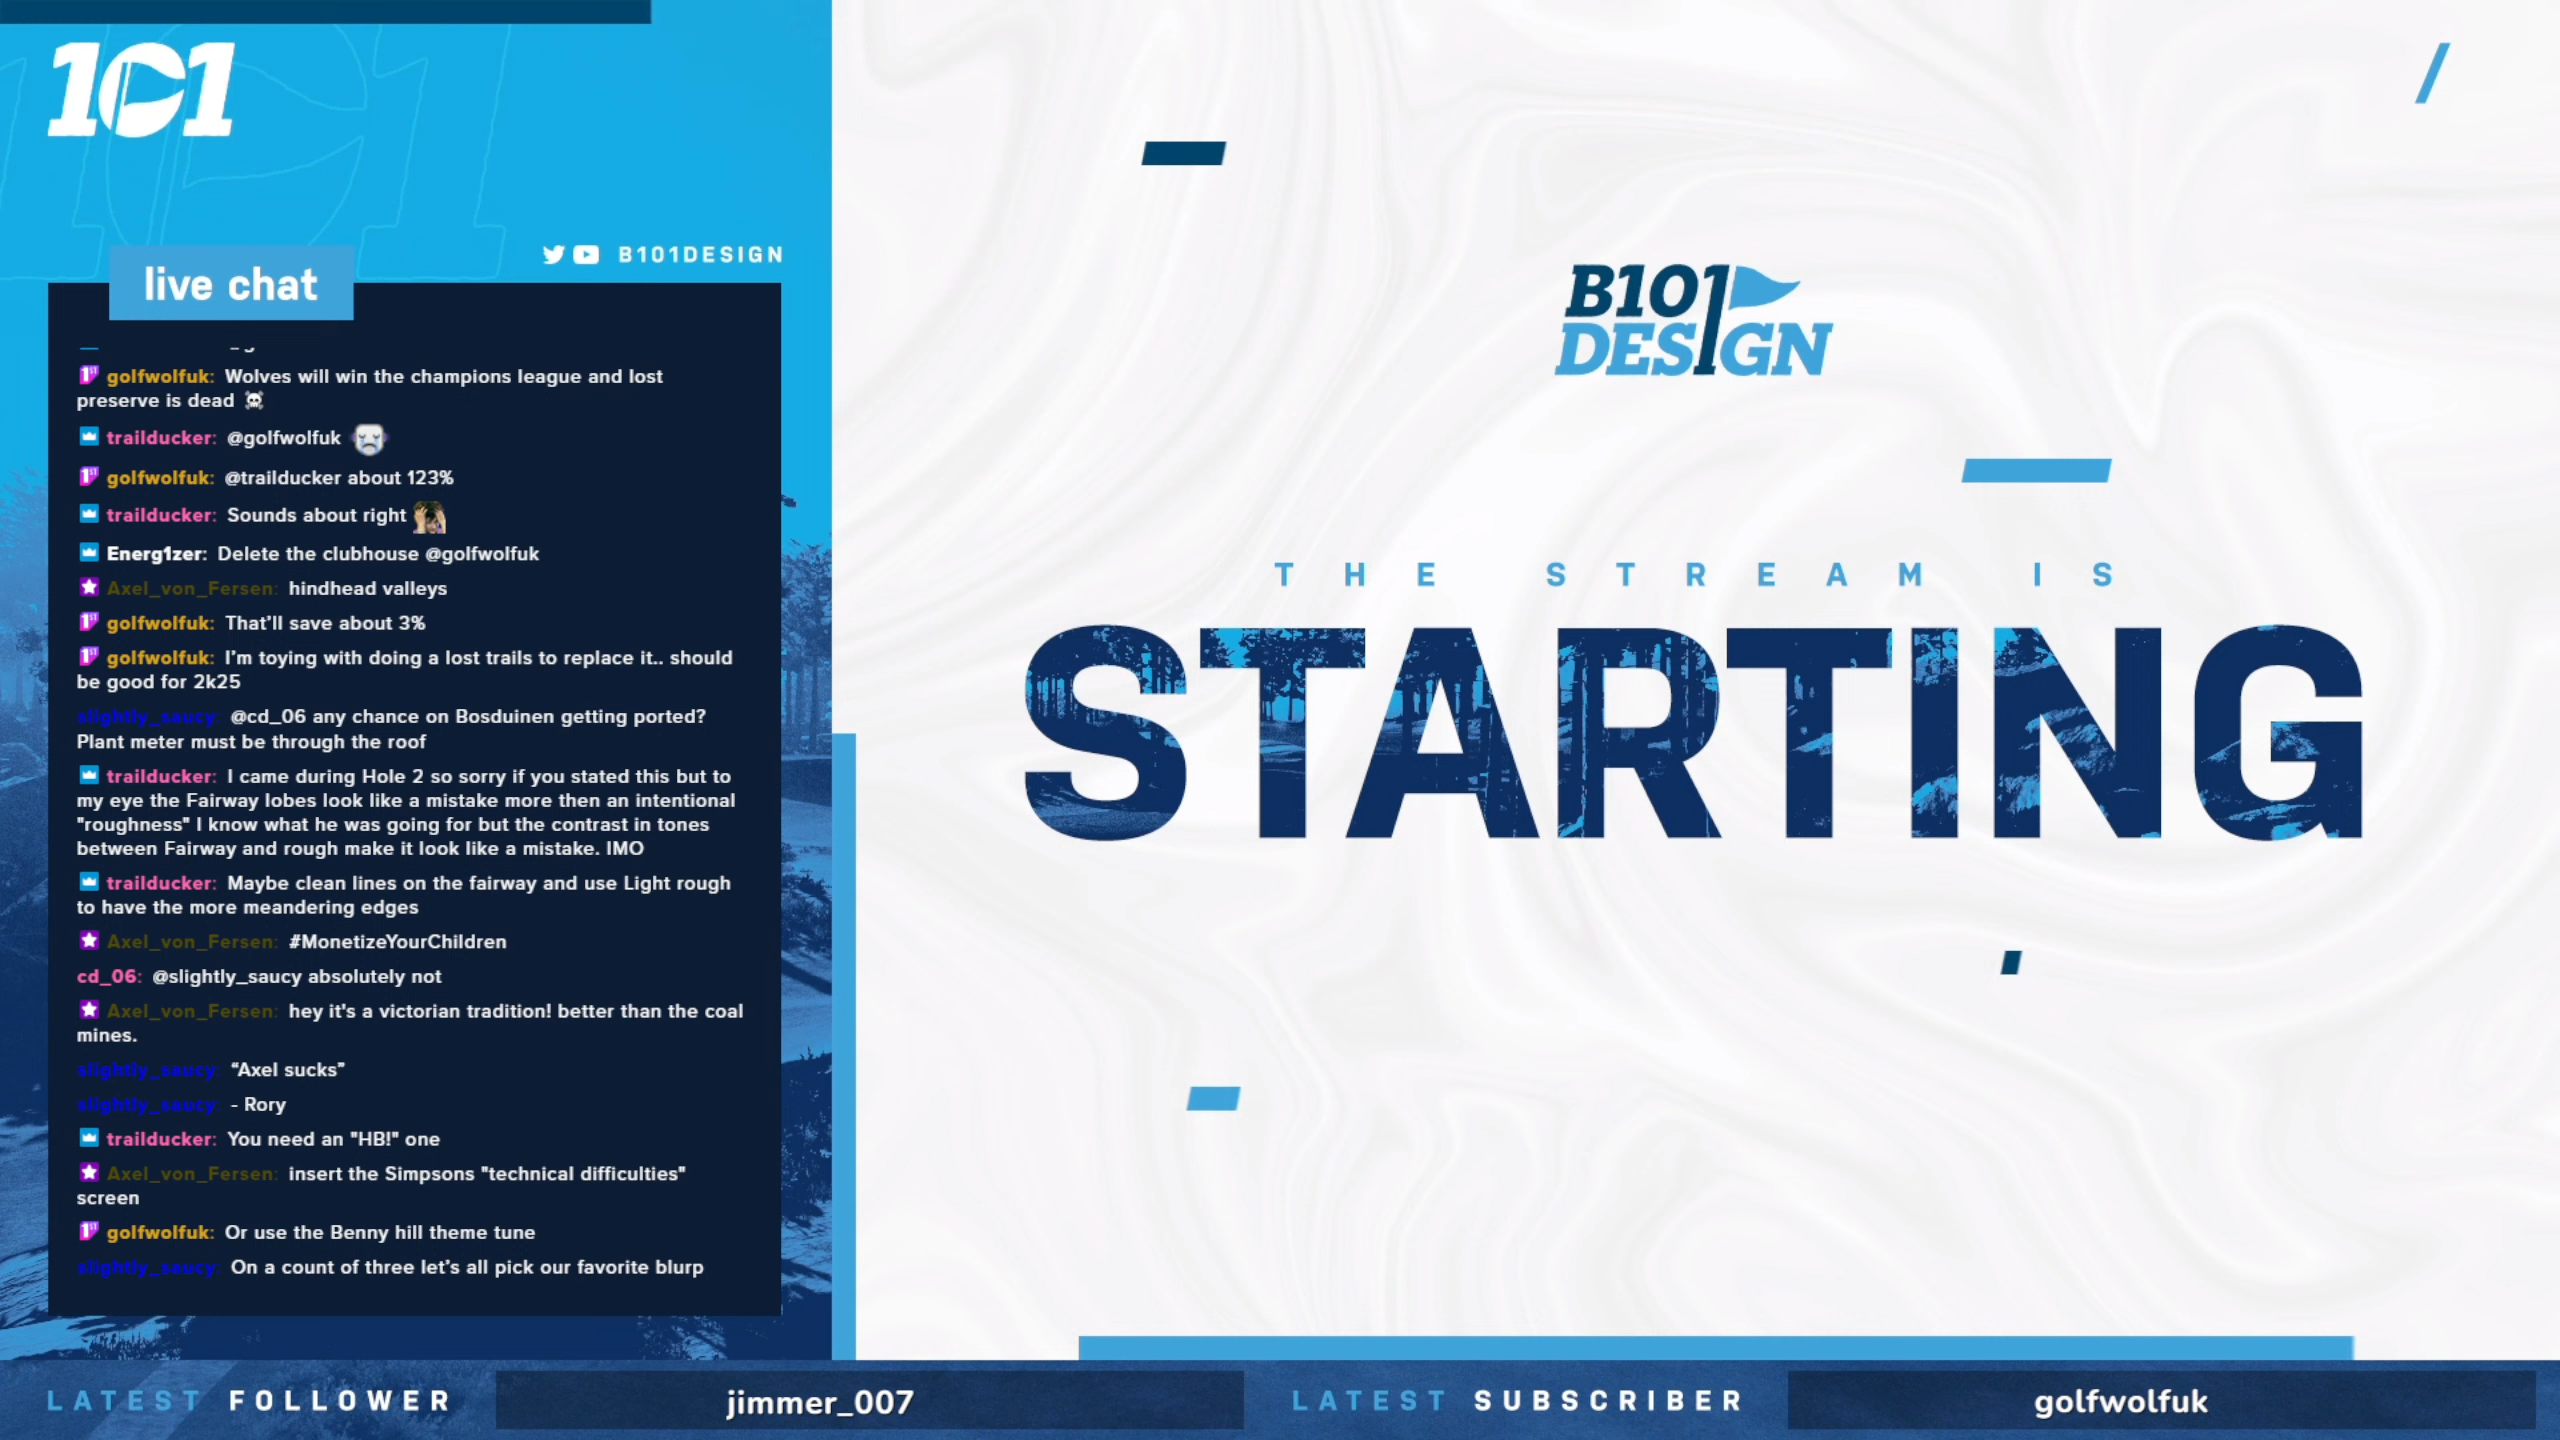 101
B101DESIGN
live chat
golfwolfuk: Wolves will win the champions league and lost
preserve is dead ☠
trailducker: @golfwolfuk
golfwolfuk: @trailducker about 123%
trailducker: Sounds about right
Energ1zer: Delete the clubhouse @golfwolfuk
Axel_von_Fersen: hindhead valleys
golfwolfuk: That'll save about 3%
golfwolfuk: I'm toying with doing a lost trails to replace it.. should
be good for 2k25
slightly_saucy: @cd_06 any chance on Bosduinen getting ported?
Plant meter must be through the roof
trailducker: I came during Hole 2 so sorry if you stated this but to
my eye the Fairway lobes look like a mistake more then an intentional
"roughness" I know what he was going for but the contrast in tones
between Fairway and rough make it look like a mistake. IMO
trailducker: Maybe clean lines on the fairway and use Light rough
to have the more meandering edges
Axel_von_Fersen: #MonetizeYourChildren
cd_06: @slightly_saucy absolutely not
Axel_von_Fersen: hey it's a victorian tradition! better than the coal
mines.
slightly_saucy: “Axel sucks”
slightly_saucy: - Rory
trailducker: You need an "HB!" one
Axel_von_Fersen: insert the Simpsons "technical difficulties"
screen
golfwolfuk: Or use the Benny hill theme tune
slightly_saucy: On a count of three let's all pick our favorite blurp
B101
DESIGN
THE STREAM IS
STARTING
LATEST FOLLOWER jimmer_007
LATEST SUBSCRIBER golfwolfuk